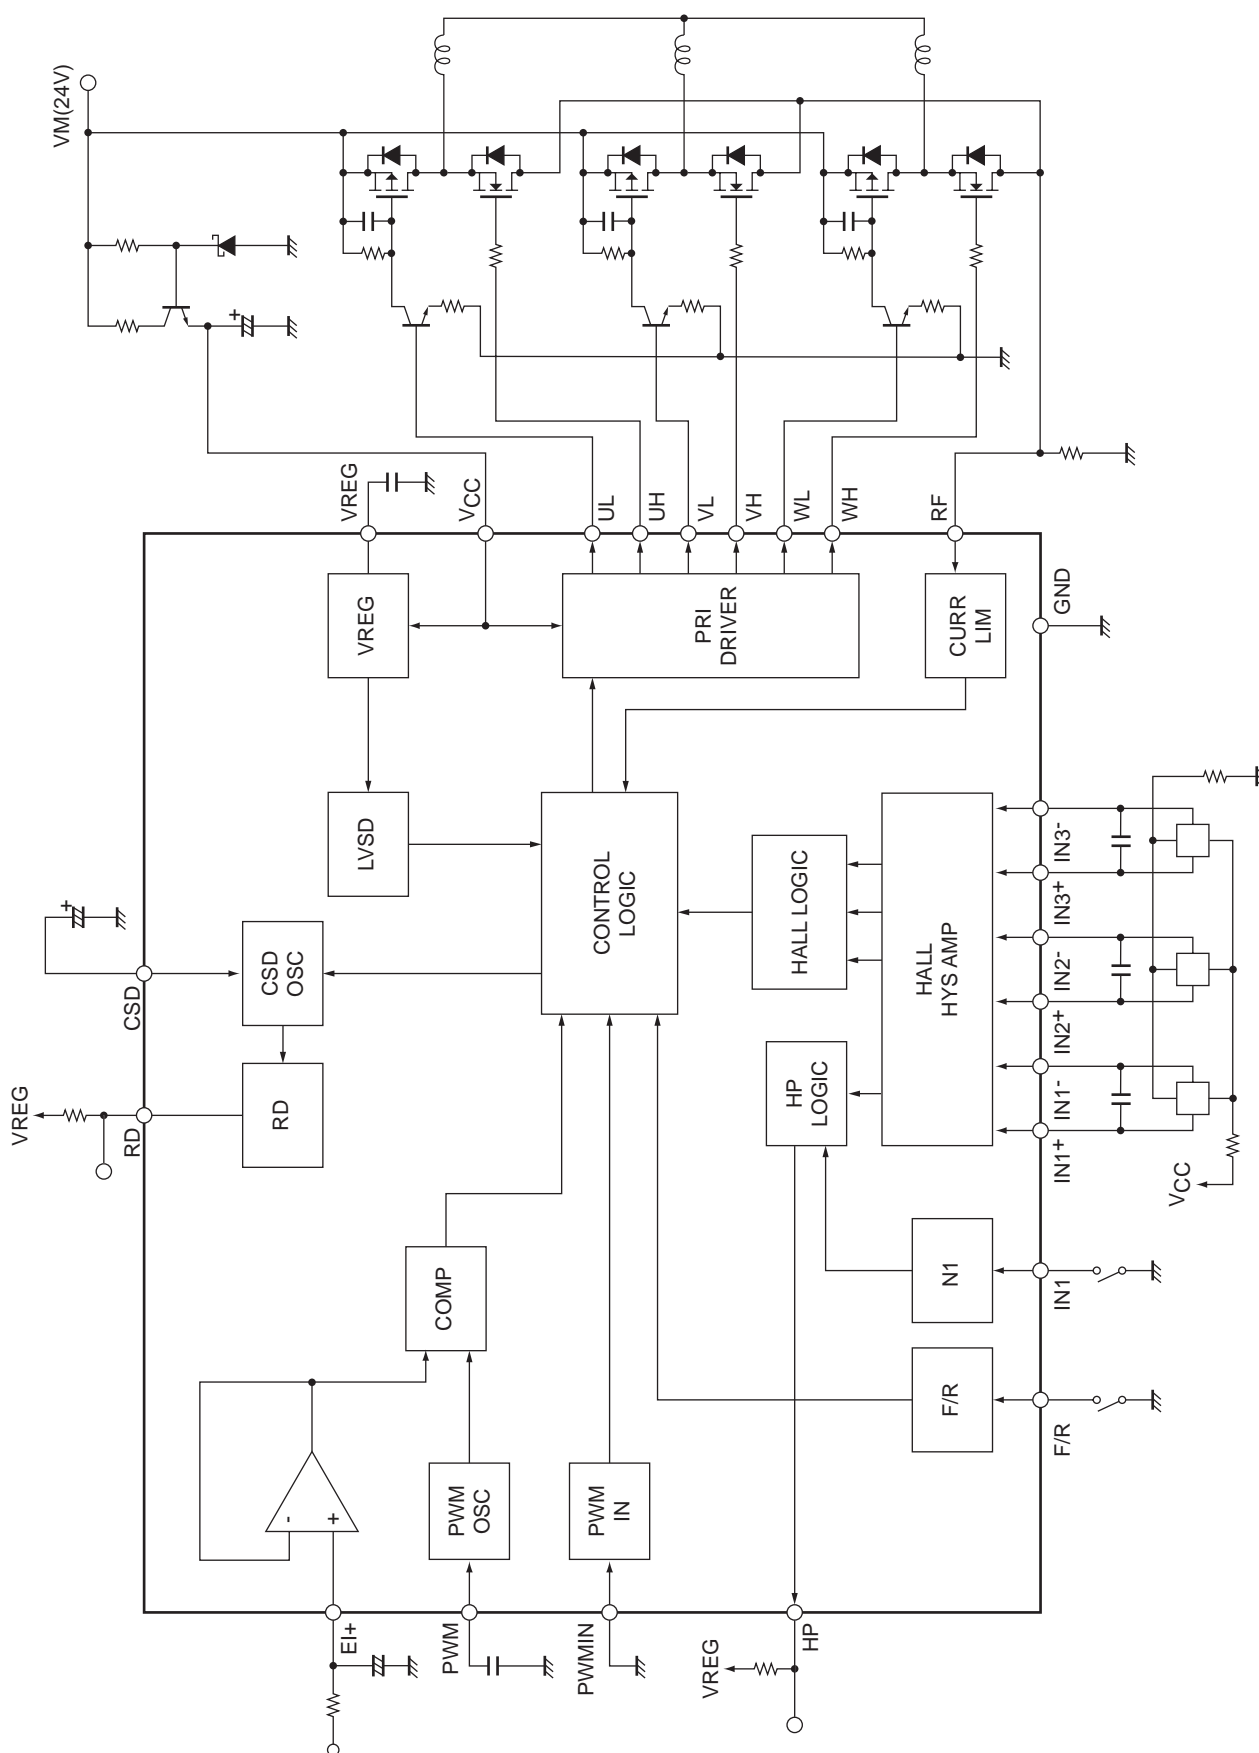 VM(24V)
+
VREG
VCC
UL
UH
VL
VH
WL
WH
RF
GND
VREG
PRI
DRIVER
CURR
LIM
LVSD
CONTROL
LOGIC
HALL LOGIC
HALL
HYS AMP
IN3-
IN3+
IN2-
IN2+
IN1-
IN1+
VCC
+
CSD
CSD
OSC
VREG
RD
RD
HP
LOGIC
COMP
N1
IN1
F/R
F/R
-
+
PWM
OSC
PWM
IN
EI+
PWM
PWMIN
VREG
HP